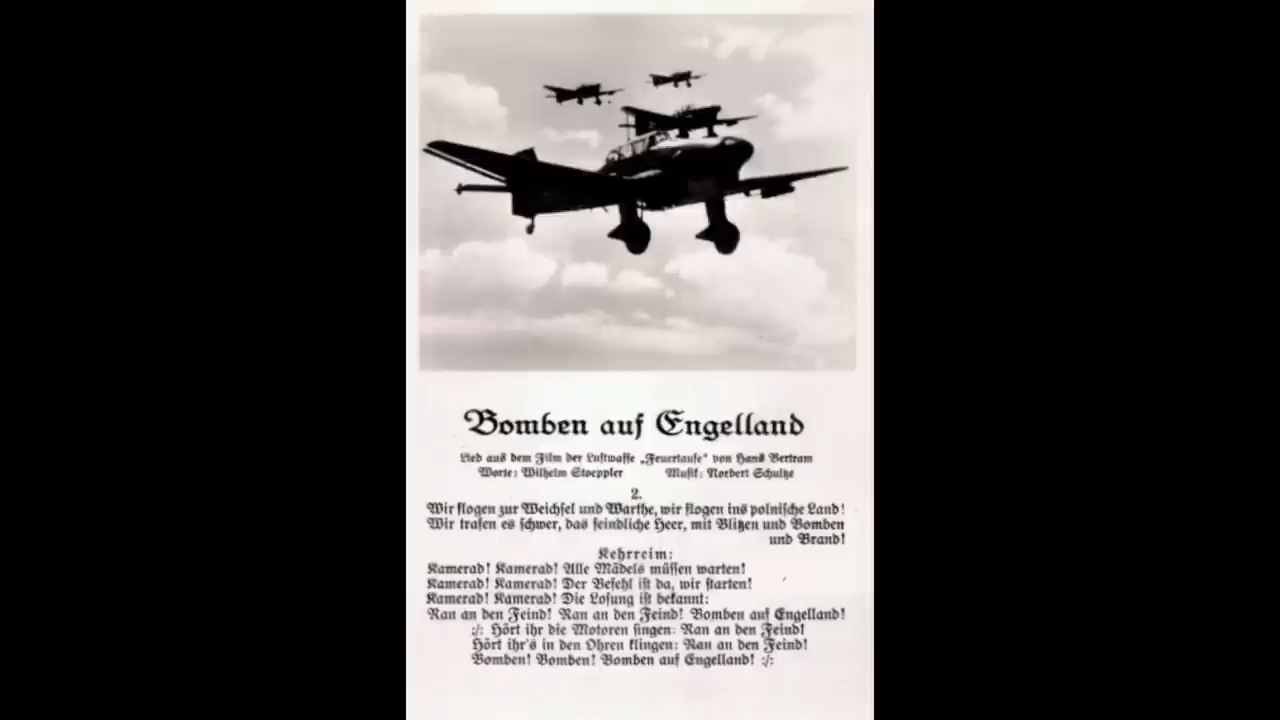 Bomben auf Engelland
Lied aus dem Film der Luftwaffe „Feuertaufe“ von Hans Bertram
Worte: Wilhelm Stoeppler Musik: Norbert Schultze
2.
Wir flogen zur Weichsel und Warthe, wir flogen ins polnische Land!
Wir trafen es schwer, das feindliche Heer, mit Blitzen und Bomben
und Brand!
Kehrreim:
Kamerad! Kamerad! Alle Mädels müssen warten!
Kamerad! Kamerad! Der Befehl ist da, wir starten!
Kamerad! Kamerad! Die Losung ist bekannt:
Ran an den Feind! Ran an den Feind! Bomben auf Engelland!
:/: Hört ihr die Motoren singen: Ran an den Feind!
Hört ihr's in den Ohren klingen: Ran an den Feind!
Bomben! Bomben! Bomben auf Engelland! :/: